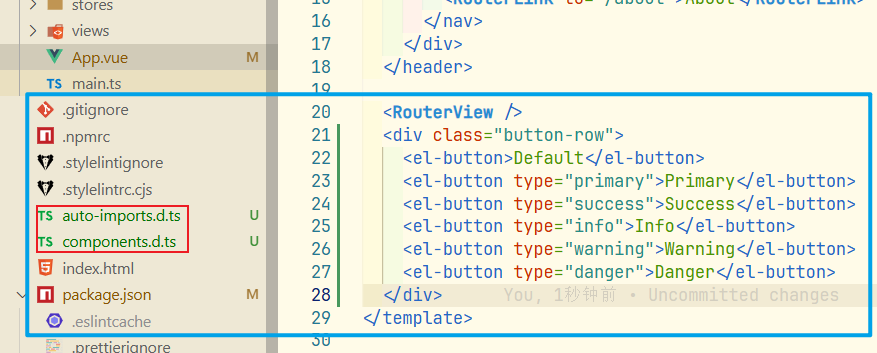 stores
views
App.vue M
main.ts
.gitignore
.npmrc
.stylelintignore
.stylelintrc.cjs
auto-imports.d.ts U
components.d.ts U
index.html
package.json M
.eslintcache
.prettierignore
16 </nav>
17 </div>
18 </header>
19
20 <RouterView />
21 <div class="button-row">
22 <el-button>Default</el-button>
23 <el-button type="primary">Primary</el-button>
24 <el-button type="success">Success</el-button>
25 <el-button type="info">Info</el-button>
26 <el-button type="warning">Warning</el-button>
27 <el-button type="danger">Danger</el-button>
28 </div> You, 1秒钟前 • Uncommitted changes
29 </template>
30